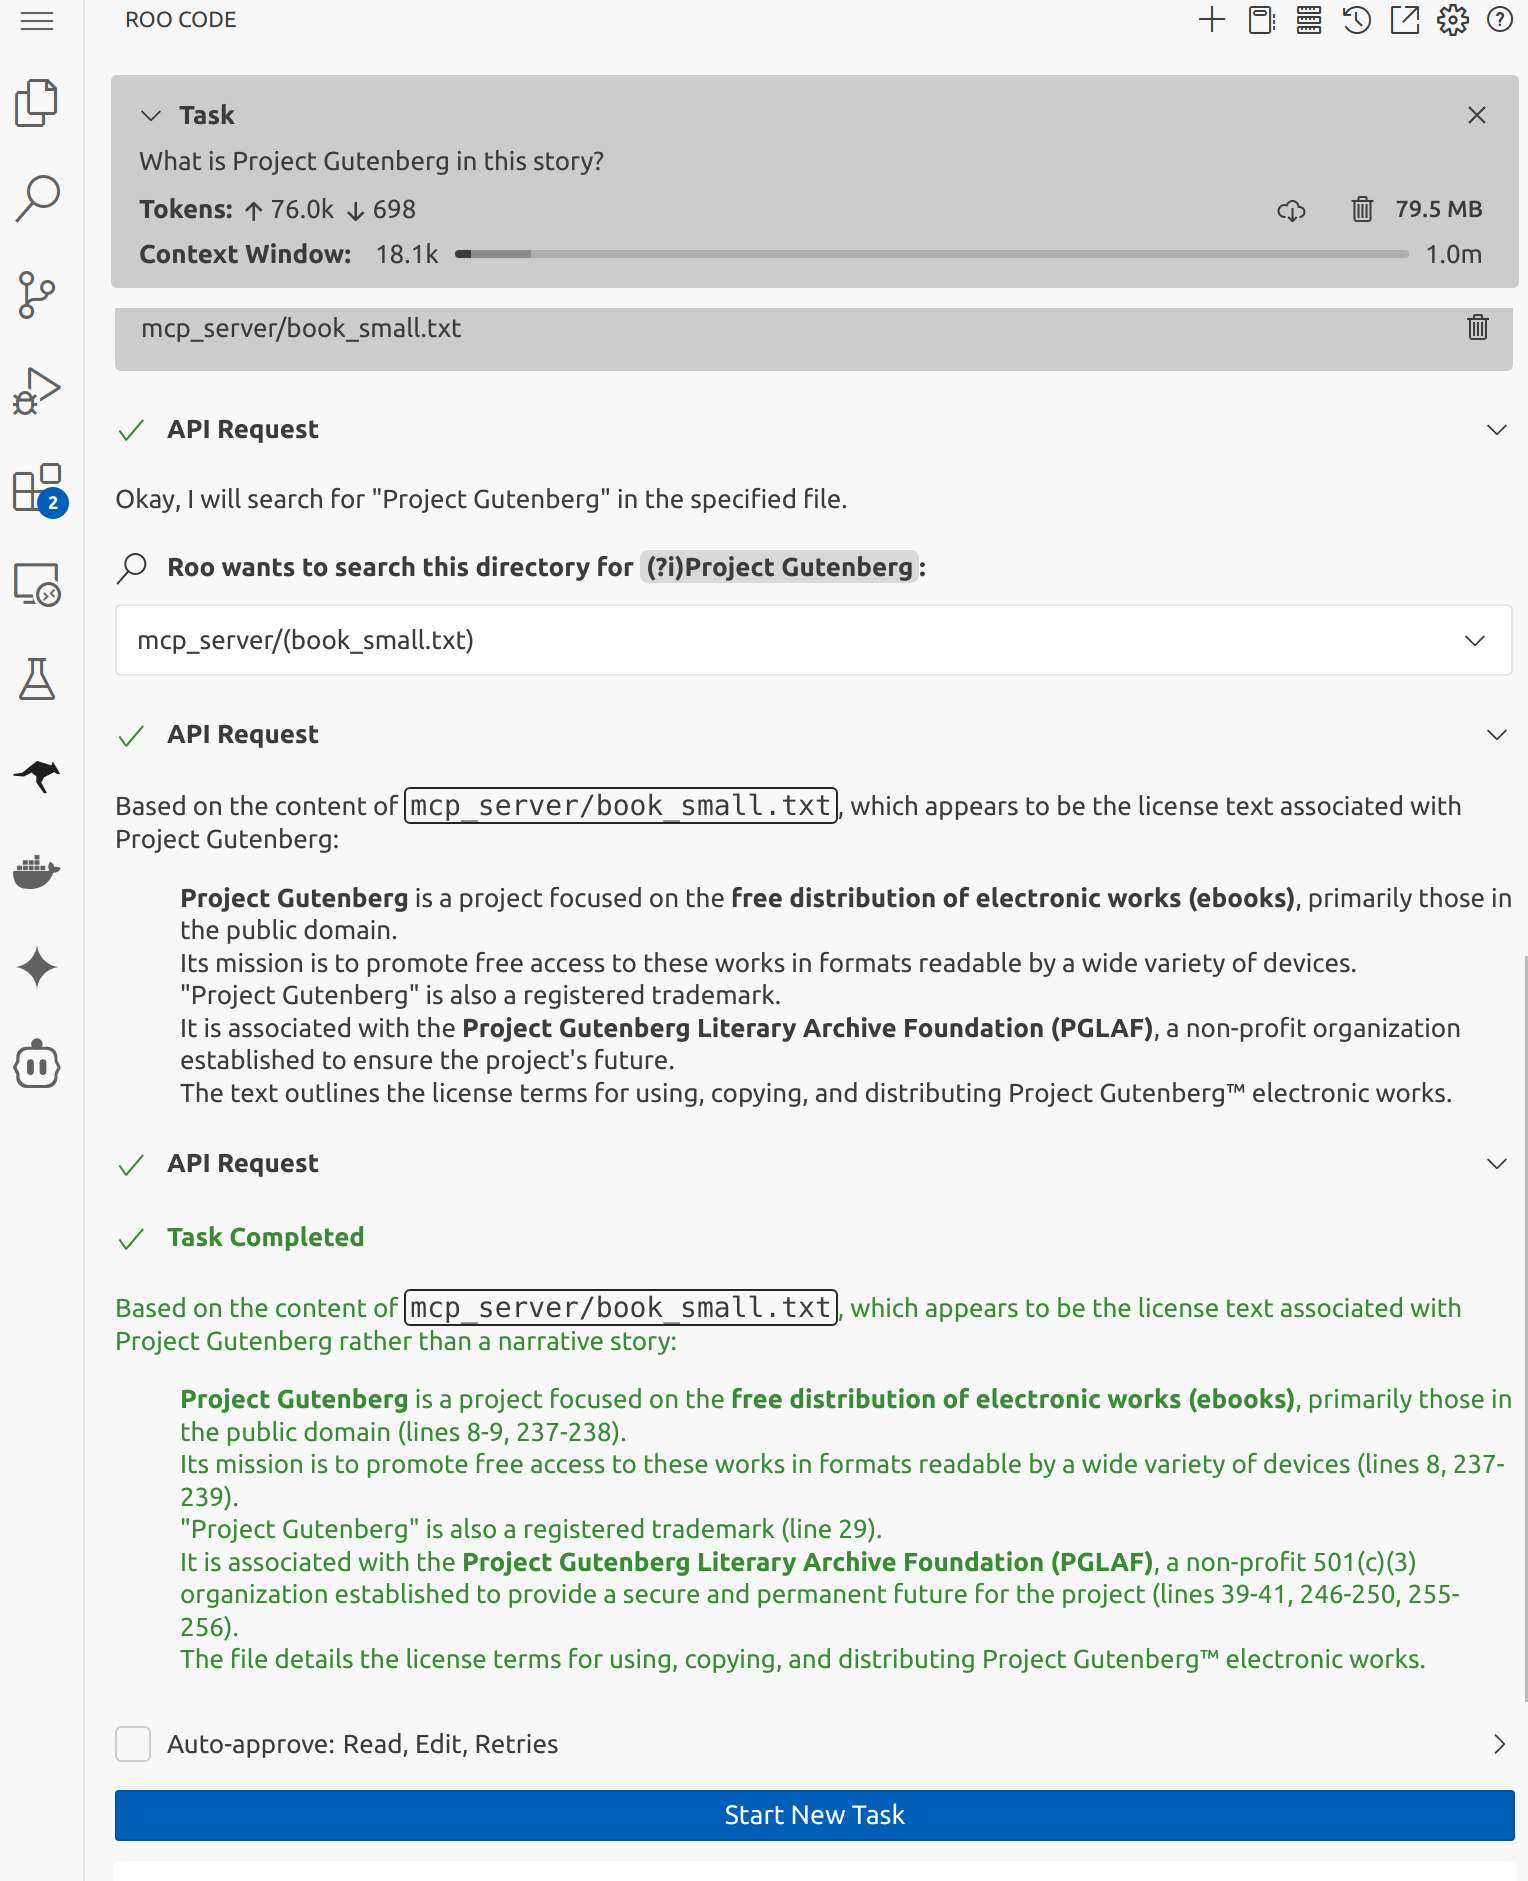 ROO CODE
Task
What is Project Gutenberg in this story?
Tokens: ↑ 76.0k ↓ 698
79.5 MB
Context Window: 18.1k
1.0m
mcp_server/book_small.txt
API Request
Okay, I will search for "Project Gutenberg" in the specified file.
Roo wants to search this directory for (?i)Project Gutenberg:
mcp_server/(book_small.txt)
API Request
Based on the content of mcp_server/book_small.txt, which appears to be the license text associated with
Project Gutenberg:
Project Gutenberg is a project focused on the free distribution of electronic works (ebooks), primarily those in
the public domain.
Its mission is to promote free access to these works in formats readable by a wide variety of devices.
"Project Gutenberg" is also a registered trademark.
It is associated with the Project Gutenberg Literary Archive Foundation (PGLAF), a non-profit organization
established to ensure the project's future.
The text outlines the license terms for using, copying, and distributing Project Gutenberg™ electronic works.
API Request
Task Completed
Based on the content of mcp_server/book_small.txt, which appears to be the license text associated with
Project Gutenberg rather than a narrative story:
Project Gutenberg is a project focused on the free distribution of electronic works (ebooks), primarily those in
the public domain (lines 8-9, 237-238).
Its mission is to promote free access to these works in formats readable by a wide variety of devices (lines 8, 237-
239).
"Project Gutenberg" is also a registered trademark (line 29).
It is associated with the Project Gutenberg Literary Archive Foundation (PGLAF), a non-profit 501(c)(3)
organization established to provide a secure and permanent future for the project (lines 39-41, 246-250, 255-
256).
The file details the license terms for using, copying, and distributing Project Gutenberg™ electronic works.
Auto-approve: Read, Edit, Retries
Start New Task
2